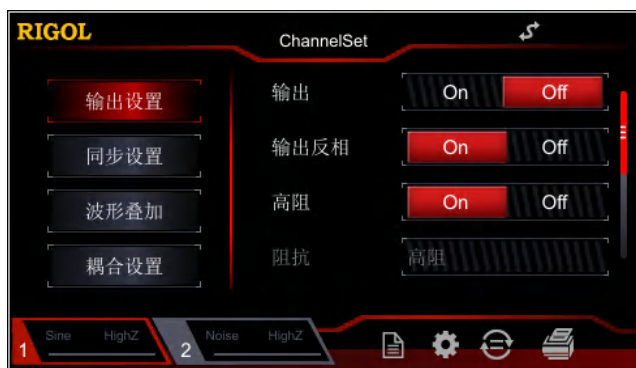 RIGOL
ChannelSet
输出设置
同步设置
波形叠加
耦合设置
输出 On Off
输出反相 On Off
高阻 On Off
阻抗 高阻
1 Sine HighZ
2 Noise HighZ